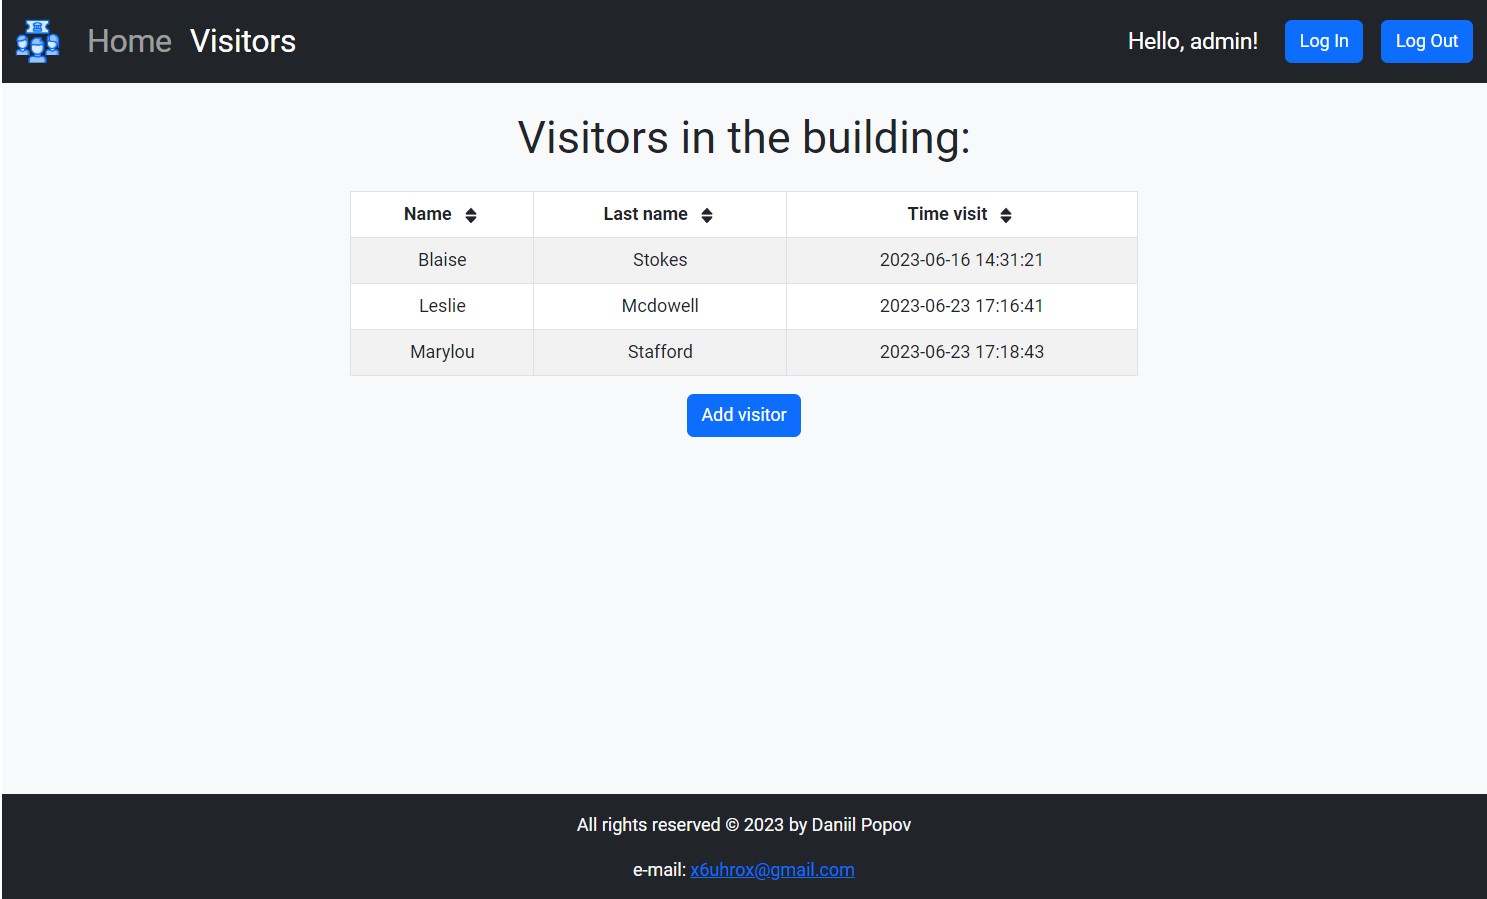 Home Visitors Hello, admin! Log In Log Out
Visitors in the building:
Name Last name Time visit
Blaise Stokes 2023-06-16 14:31:21
Leslie Mcdowell 2023-06-23 17:16:41
Marylou Stafford 2023-06-23 17:18:43
Add visitor
All rights reserved © 2023 by Daniil Popov
e-mail: x6uhrox@gmail.com